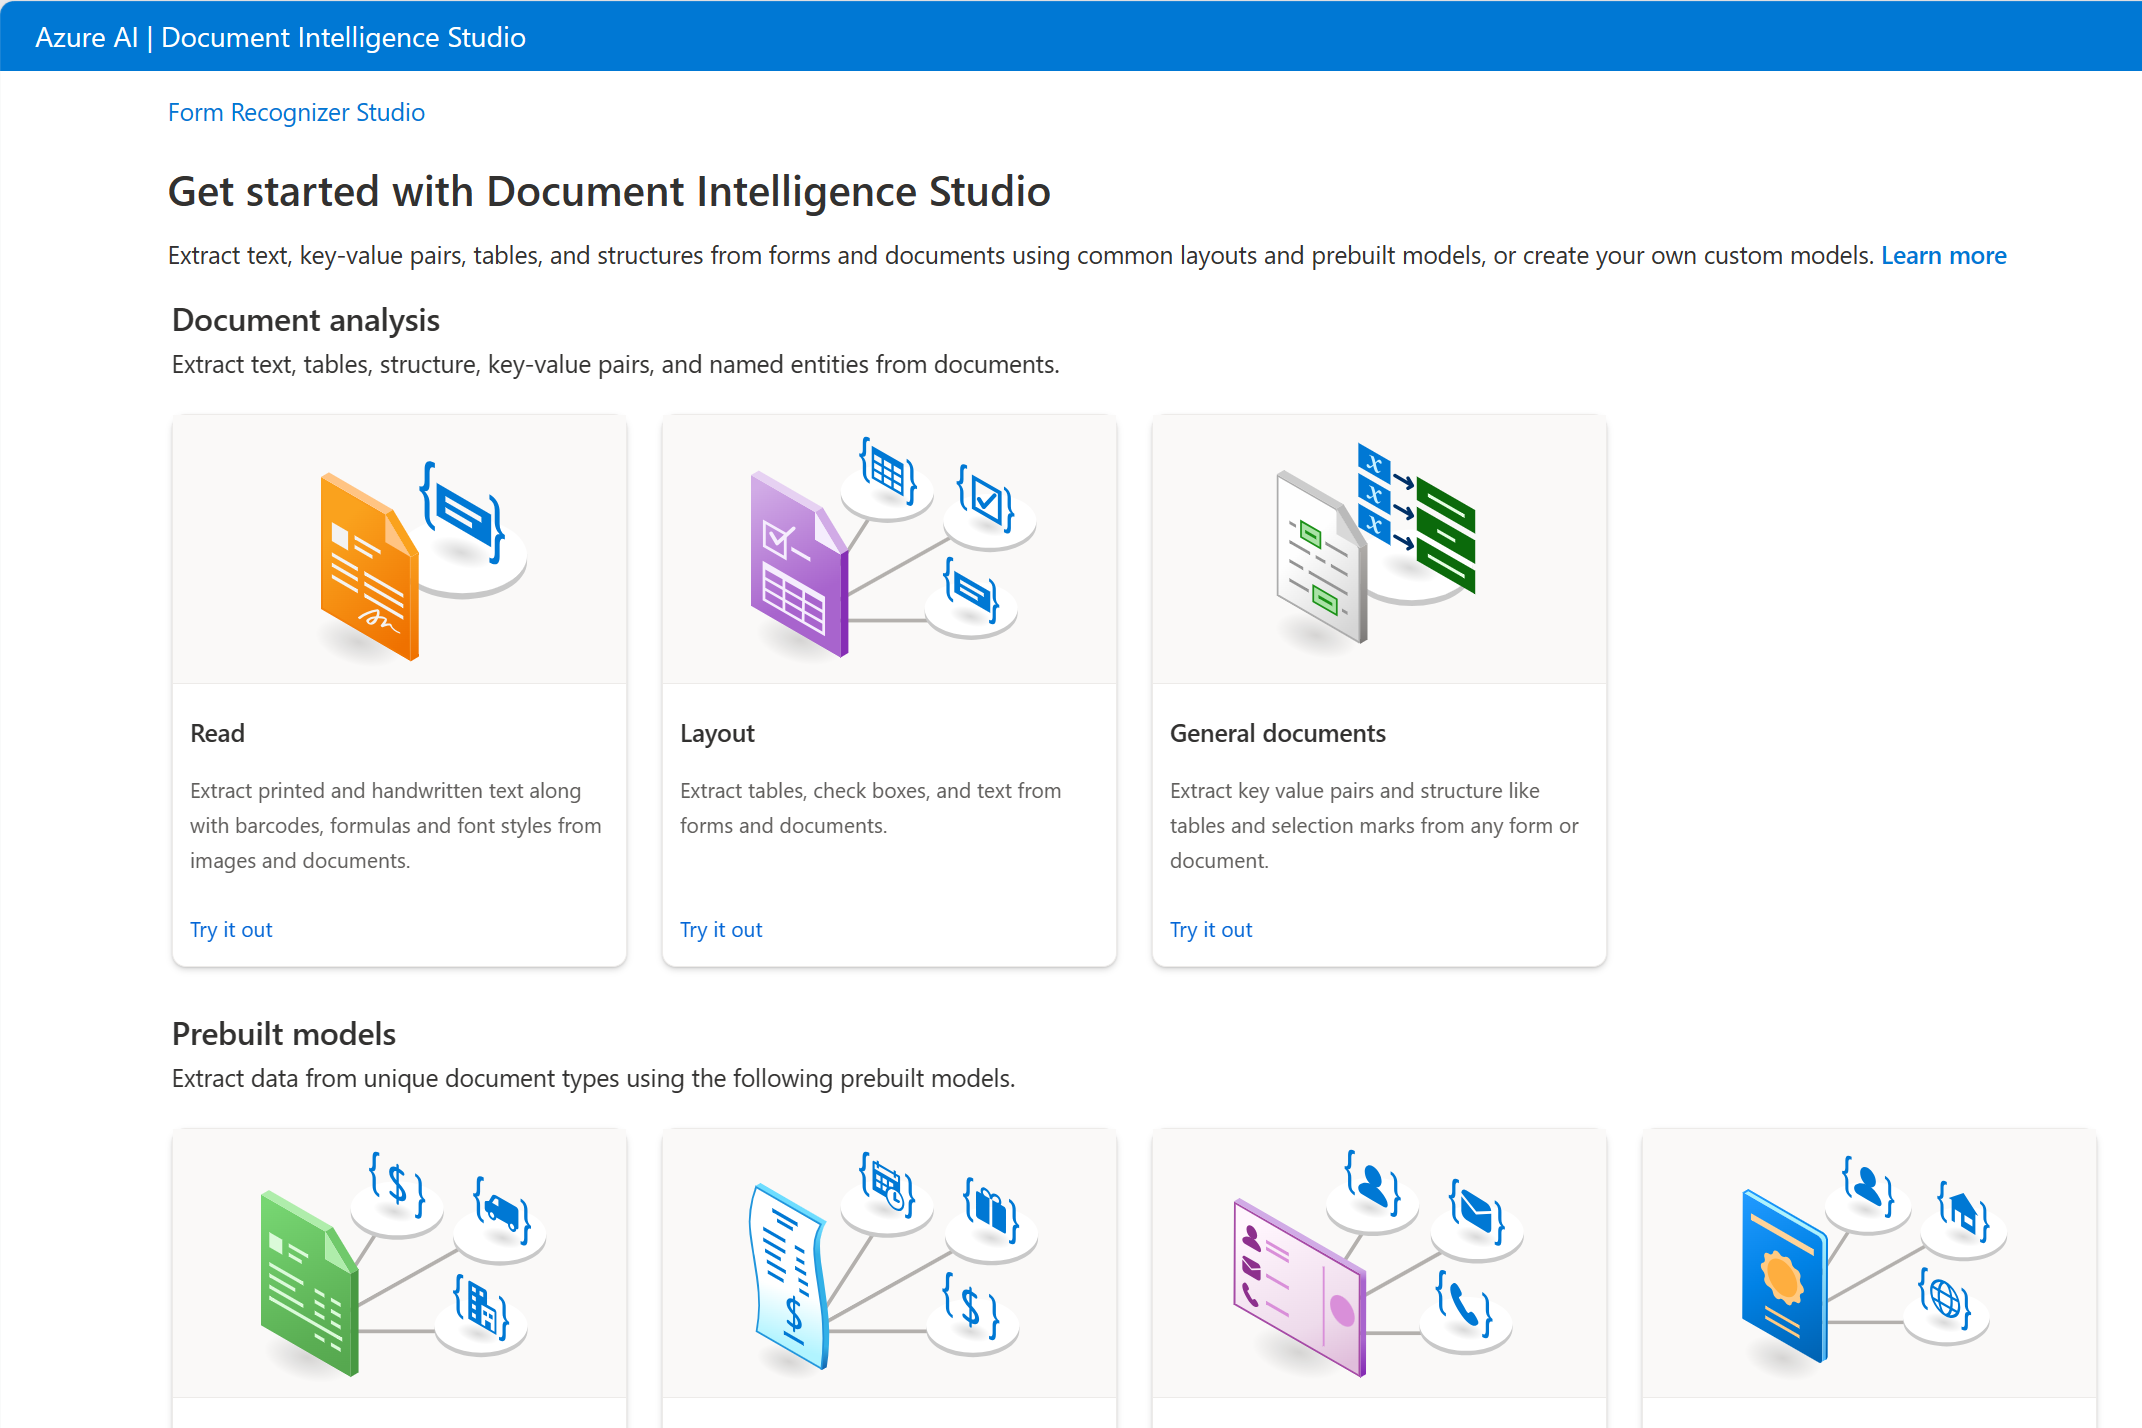 Azure AI | Document Intelligence Studio
Form Recognizer Studio
Get started with Document Intelligence Studio
Extract text, key-value pairs, tables, and structures from forms and documents using common layouts and prebuilt models, or create your own custom models. Learn more
Document analysis
Extract text, tables, structure, key-value pairs, and named entities from documents.
Read
Extract printed and handwritten text along
with barcodes, formulas and font styles from
images and documents.
Try it out
Layout
Extract tables, check boxes, and text from
forms and documents.
Try it out
General documents
Extract key value pairs and structure like
tables and selection marks from any form or
document.
Try it out
Prebuilt models
Extract data from unique document types using the following prebuilt models.